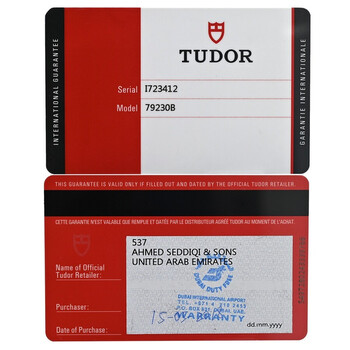 INTERNATIONAL GUARANTEE
TUDOR
Serial I723412
Model 79230B
GARANTIE INTERNATIONALE
THIS GUARANTEE IS VALID ONLY IF FILLED OUT AND DATED BY THE OFFICIAL TUDOR RETAILER.
CETTE GARANTIE N'EST VALABLE QUE REMPLIE ET DATÉE PAR LE DISTRIBUTEUR AGRÉÉ TUDOR AU MOMENT DE L'ACHAT.
537
AHMED SEDDIQI & SONS
UNITED ARAB EMIRATES
Name of Official
Tudor Retailer:
DUBAI DUTY FREE
DUBAI INTERNATIONAL AIRPORT
Purchaser:
WARRANTY
Date of Purchase:
dd.mm.yyyy